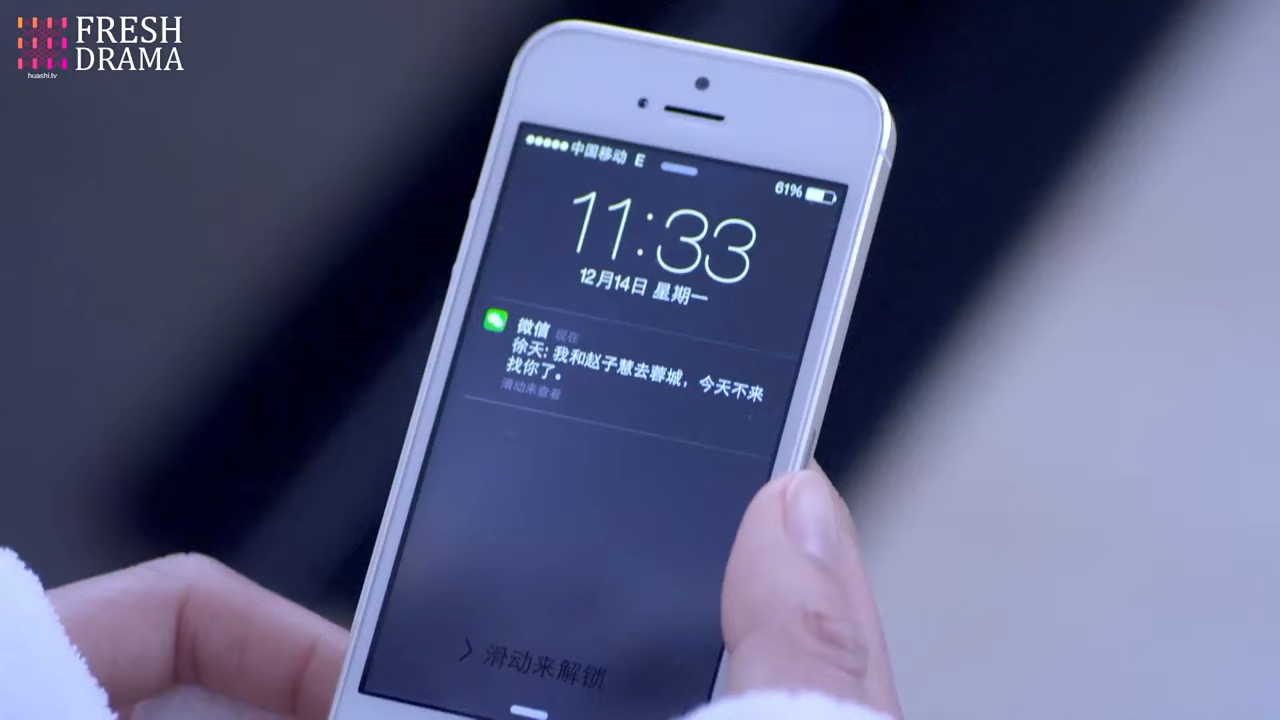 FRESH
DRAMA
huashi.tv
中国移动 E
61%
11:33
12月14日 星期一
微信 现在
徐天: 我和赵子慧去蓉城，今天不来
找你了。
滑动来查看
> 滑动来解锁